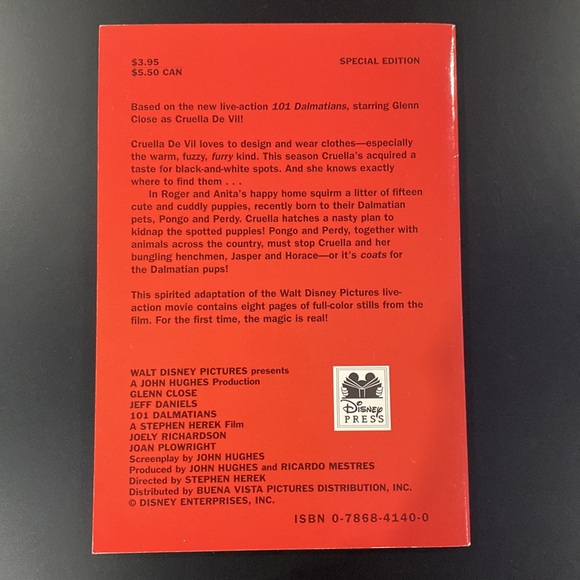 $3.95
$5.50 CAN
SPECIAL EDITION
Based on the new live-action 101 Dalmatians, starring Glenn
Close as Cruella De Vil!
Cruella De Vil loves to design and wear clothes—especially
the warm, fuzzy, furry kind. This season Cruella's acquired a
taste for black-and-white spots. And she knows exactly
where to find them . . .
In Roger and Anita's happy home squirm a litter of fifteen
cute and cuddly puppies, recently born to their Dalmatian
pets, Pongo and Perdy. Cruella hatches a nasty plan to
kidnap the spotted puppies! Pongo and Perdy, together with
animals across the country, must stop Cruella and her
bungling henchmen, Jasper and Horace—or it's coats for
the Dalmatian pups!
This spirited adaptation of the Walt Disney Pictures live-
action movie contains eight pages of full-color stills from the
film. For the first time, the magic is real!
WALT DISNEY PICTURES presents
A JOHN HUGHES Production
GLENN CLOSE
JEFF DANIELS
101 DALMATIANS
A STEPHEN HEREK Film
JOELY RICHARDSON
JOAN PLOWRIGHT
Screenplay by JOHN HUGHES
Produced by JOHN HUGHES and RICARDO MESTRES
Directed by STEPHEN HEREK
Distributed by BUENA VISTA PICTURES DISTRIBUTION, INC.
© DISNEY ENTERPRISES, INC.
Disney
PRESS
ISBN 0-7868-4140-0